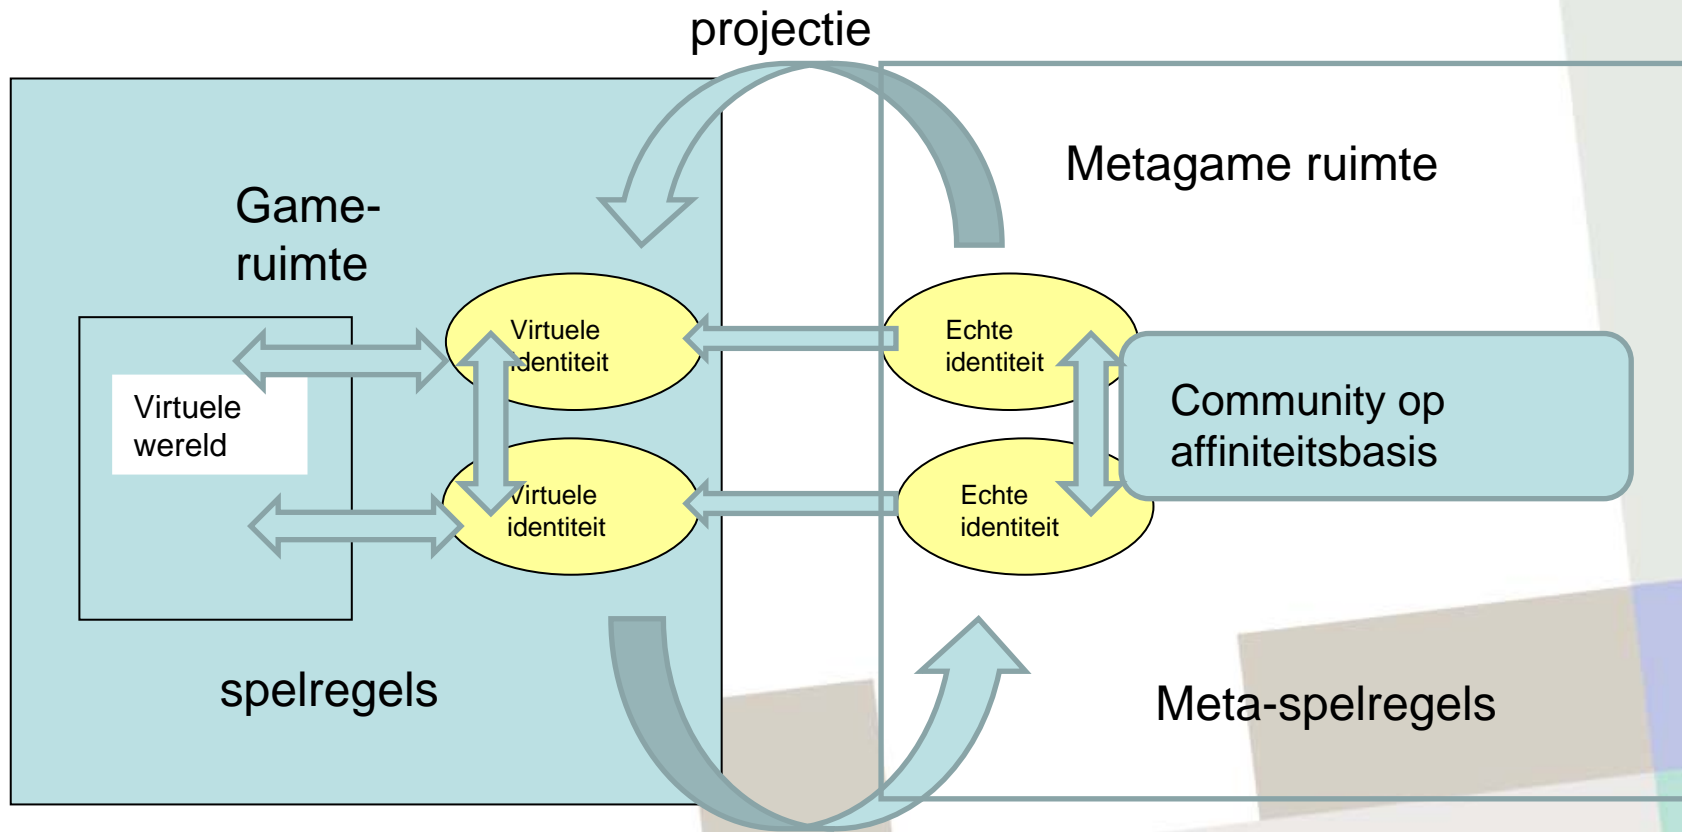 projectie
Metagame ruimte
Game-
ruimte
Virtuele
identiteit
Echte
identiteit
Virtuele
wereld
Community op
affiniteitsbasis
Virtuele
identiteit
Echte
identiteit
spelregels
Meta-spelregels